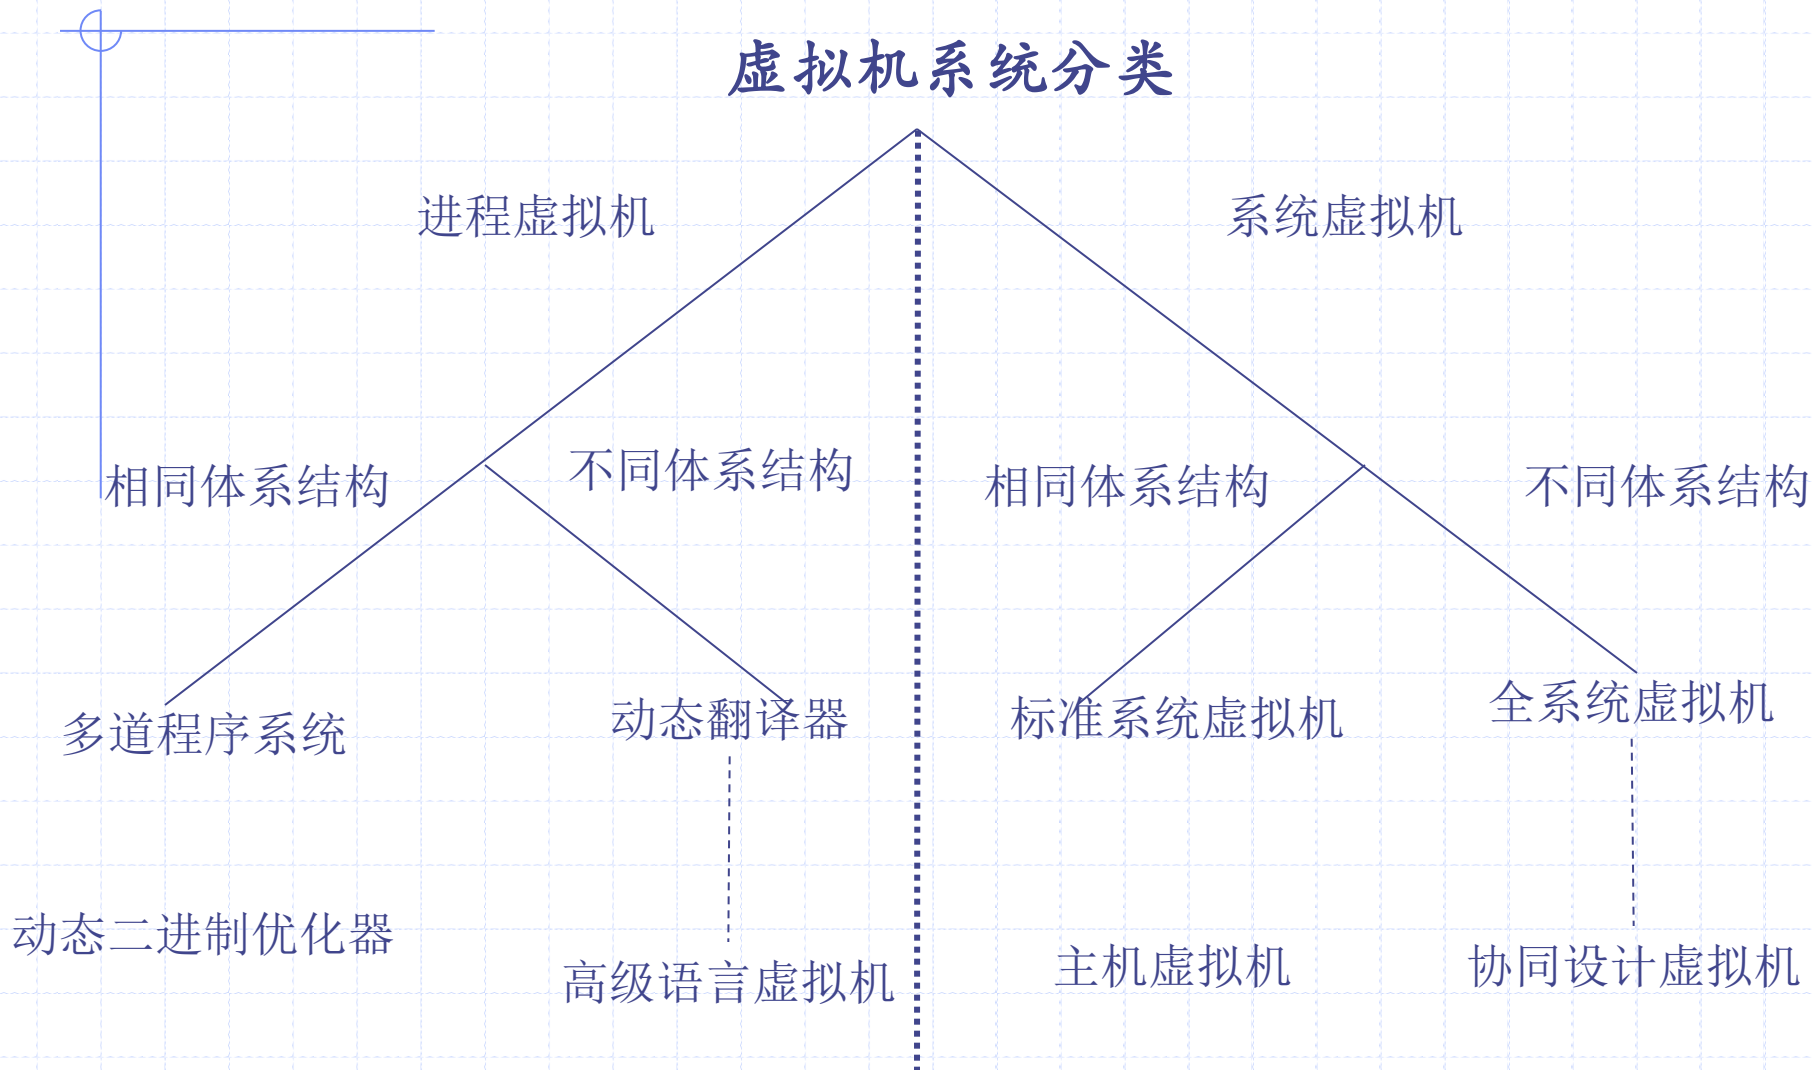 虚拟机系统分类
进程虚拟机
系统虚拟机
相同体系结构
不同体系结构
相同体系结构
不同体系结构
多道程序系统
动态翻译器
标准系统虚拟机
全系统虚拟机
动态二进制优化器
高级语言虚拟机
主机虚拟机
协同设计虚拟机